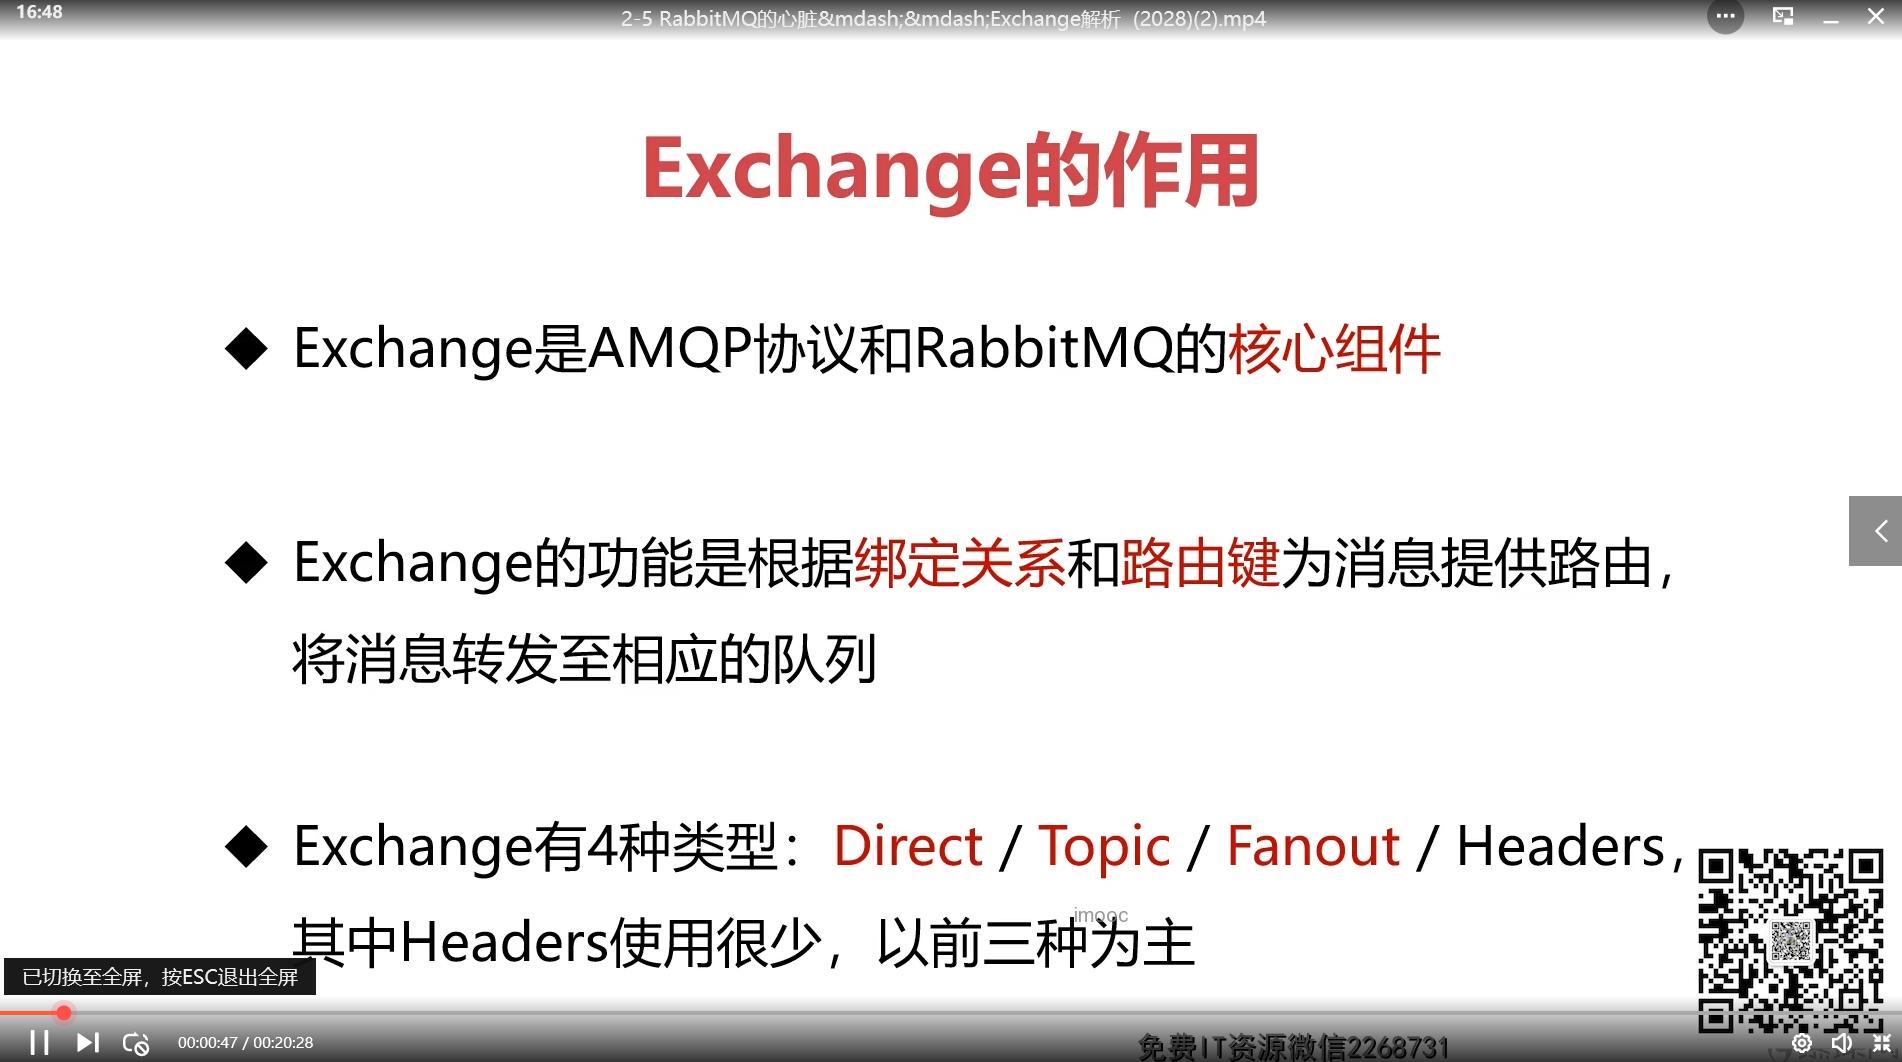 16:48
2-5 RabbitMQ的心脏&mdash;&mdash;Exchange解析 (2028)(2).mp4
Exchange的作用
◆ Exchange是AMQP协议和RabbitMQ的核心组件
◆ Exchange的功能是根据绑定关系和路由键为消息提供路由，
将消息转发至相应的队列
◆ Exchange有4种类型：Direct / Topic / Fanout / Headers，
imooc
其中Headers使用很少，以前三种为主
已切换至全屏，按ESC退出全屏
00:00:47 / 00:20:28
免费IT资源微信2268731